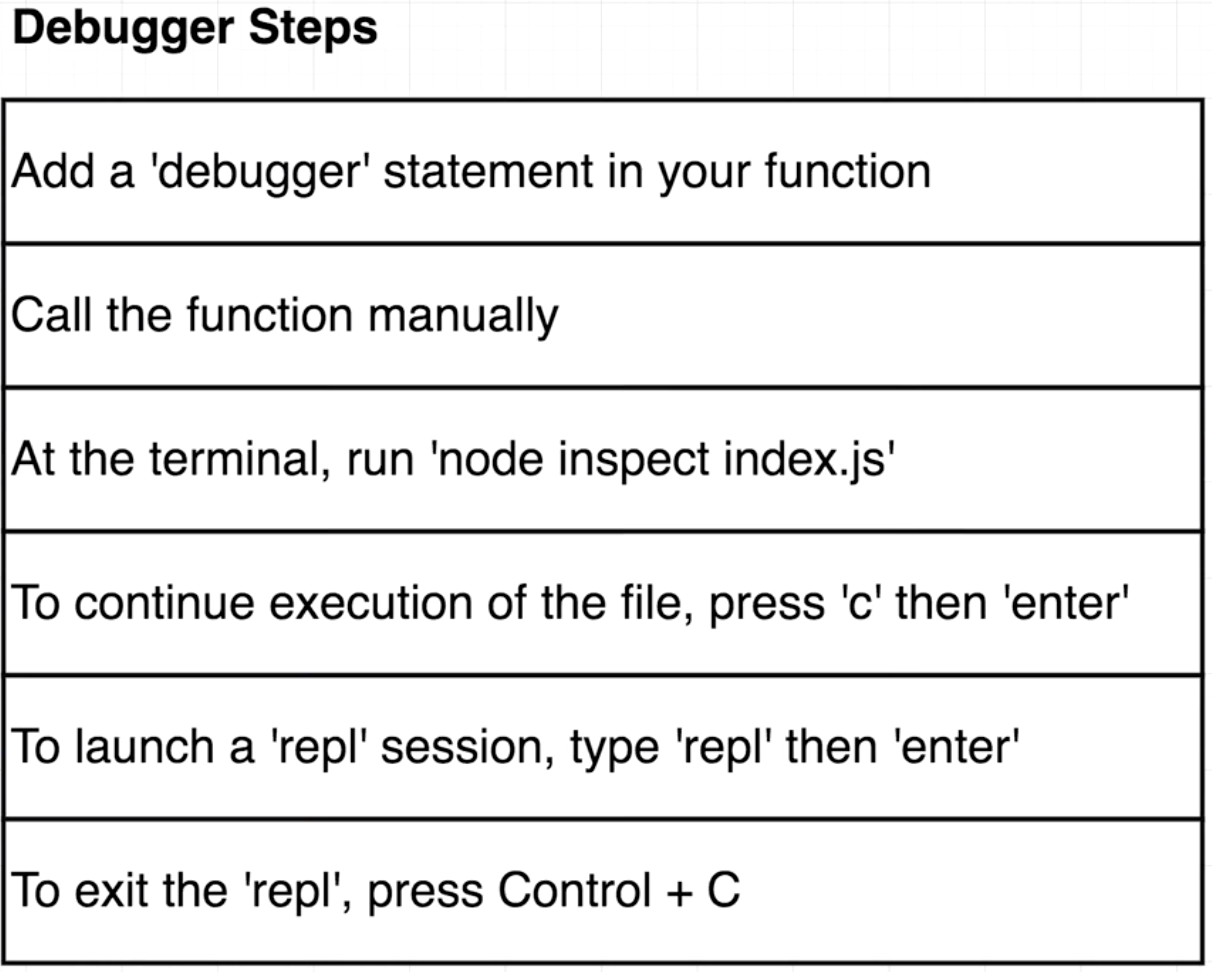 Debugger Steps
Add a 'debugger' statement in your function
Call the function manually
At the terminal, run 'node inspect index.js'
To continue execution of the file, press 'c' then 'enter'
To launch a 'repl' session, type 'repl' then 'enter'
To exit the 'repl', press Control + C